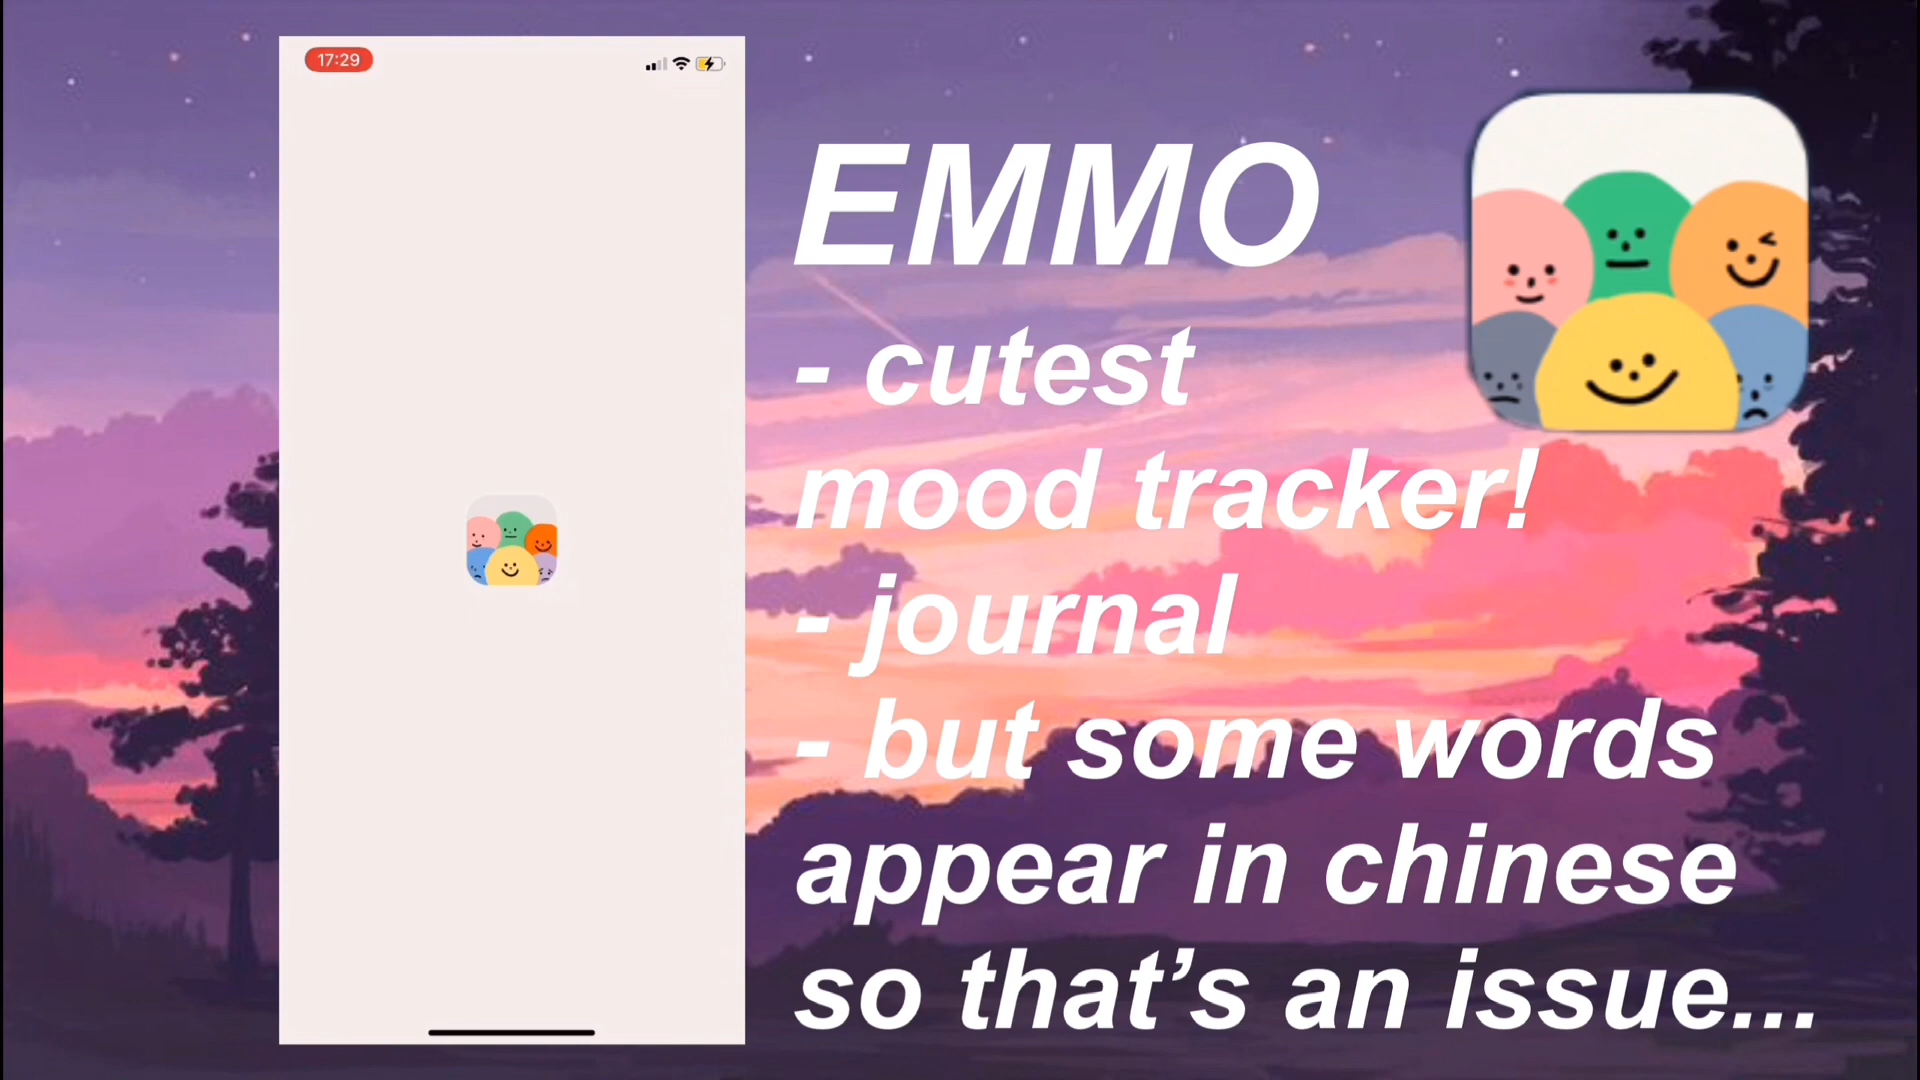 17:29
EMMO
- cutest
mood tracker!
- journal
- but some words
appear in chinese
so that’s an issue...